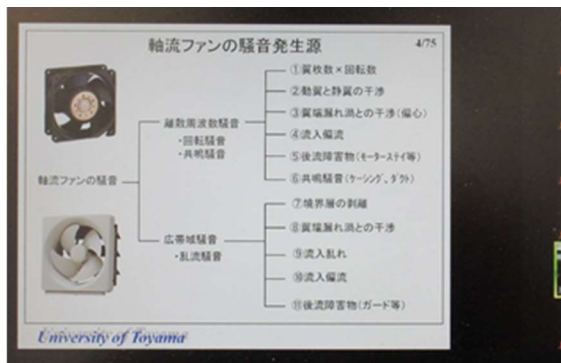 軸流ファンの騒音発生源
4/75
①翼枚数×回転数
②動翼と静翼の干渉
③翼端漏れ渦との干渉(偏心)
離散周波数騒音
・回転騒音
・共鳴騒音
④流入偏流
⑤後流障害物(モーターステイ等)
⑥共鳴騒音(ケーシング、ダクト)
軸流ファンの騒音
⑦境界層の剥離
⑧翼端漏れ渦との干渉
広帯域騒音
・乱流騒音
⑨流入乱れ
⑩流入偏流
⑪後流障害物(ガード等)
University of Toyama